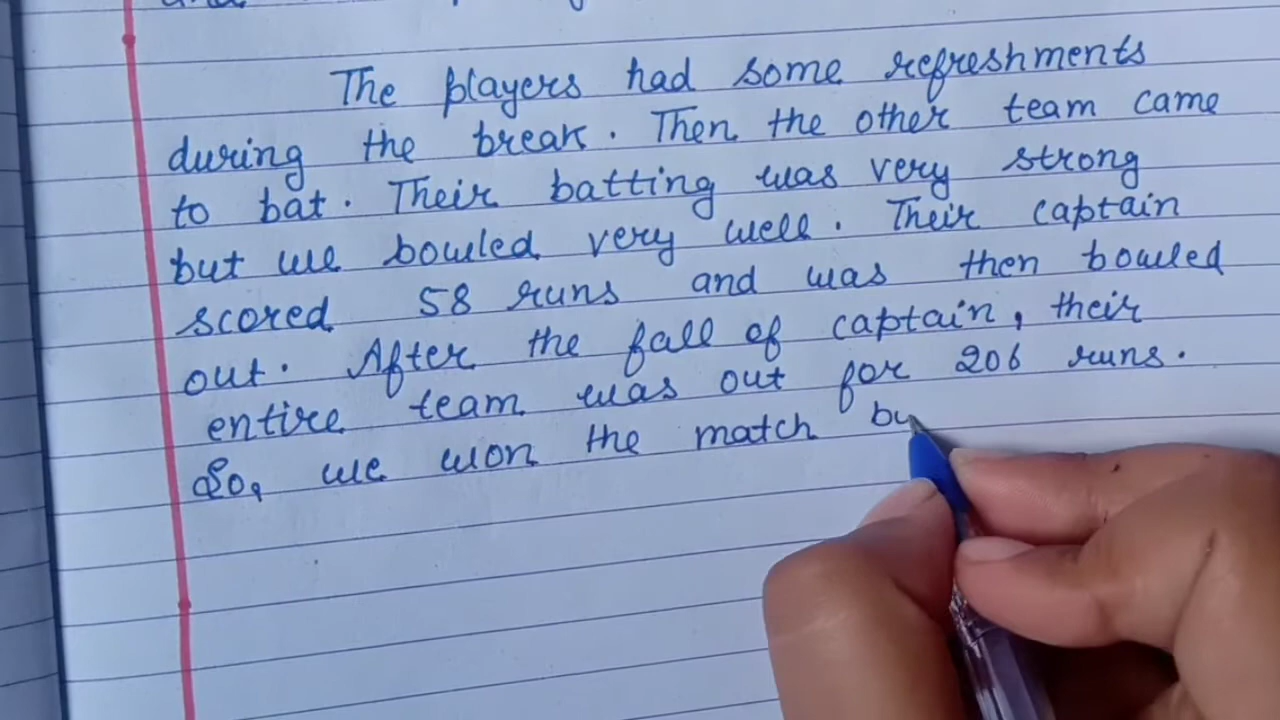 The players had some refreshments
during the break. Then the other team came
to bat. Their batting was very strong
but we bowled very well. Their captain
scored 58 runs and was then bowled
out. After the fall of captain, their
entire team was out for 206 runs.
So, we won the match by